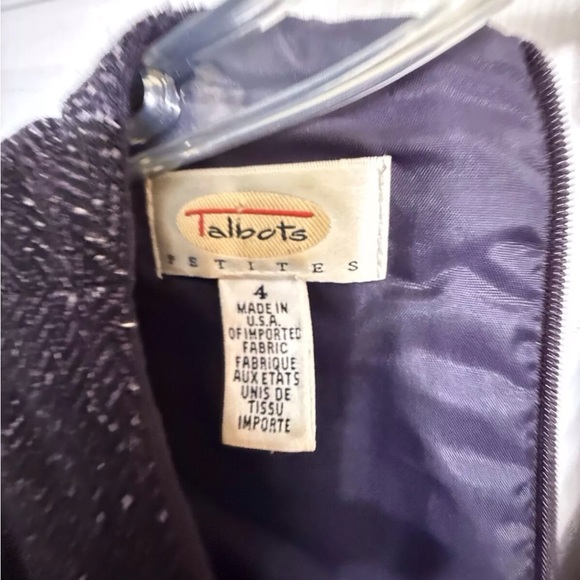 Talbots
PETITES
4
MADE IN
U.S.A.
OF IMPORTED
FABRIC
FABRIQUE
AUX ETATS
UNIS DE
TISSU
IMPORTE